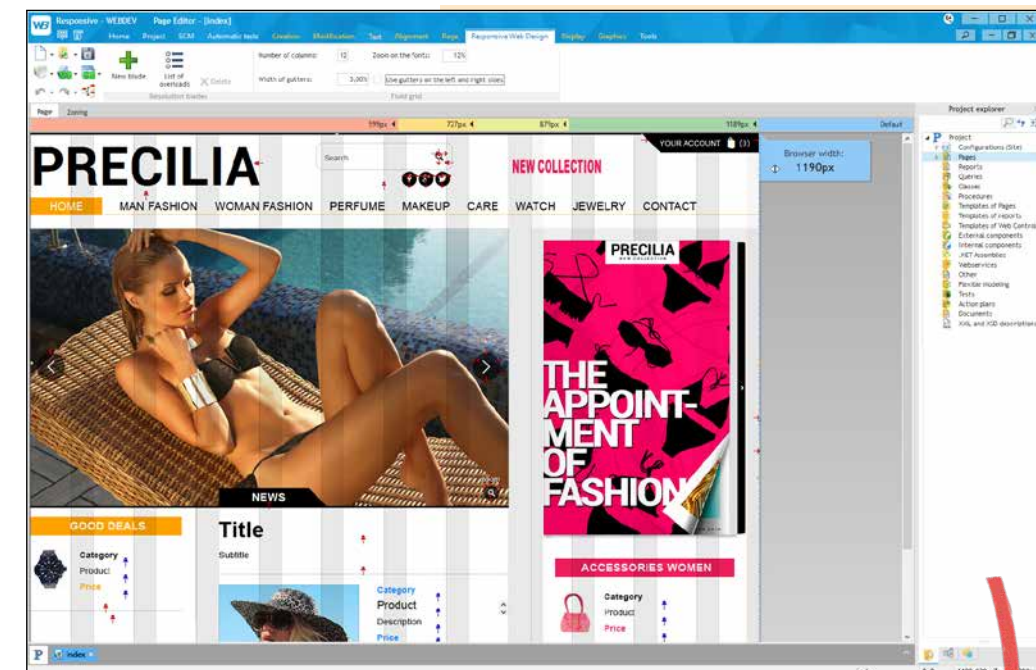 Responsive - WEBDEV Page Editor - [index]
Home Project SCM Automatic tools Creation Modification Text Alignment Page Responsive Web Design Display Graphics Tools
New blade
List of overloads
Delete
Resolution blades
Number of columns: 12 Zoom on the fonts:
Width of gutters: 3,00% Use gutters on the left and right sides
Fluid grid
Page Zoning
599px 727px 879px 1189px Default
Browser width:
1190px
PRECILIA
Search
NEW COLLECTION
YOUR ACCOUNT (3)
HOME MAN FASHION WOMAN FASHION PERFUME MAKEUP CARE WATCH JEWELRY CONTACT
NEWS
PRECILIA
NEW COLLECTION
THE
APPOINT-
MENT
OF
FASHION
GOOD DEALS
Category
Product
Price
Title
Subtitle
Category
Product
Description
Price
ACCESSORIES WOMEN
Category
Product
Price
Project explorer
Project
Configurations (Site)
Pages
Reports
Queries
Classes
Procedures
Templates of Pages
Templates of reports
Templates of Web Control
External components
Internal components
.NET Assemblies
Webservices
Other
Flexible modeling
Tests
Action plans
Documents
XML and XSD descriptions
index